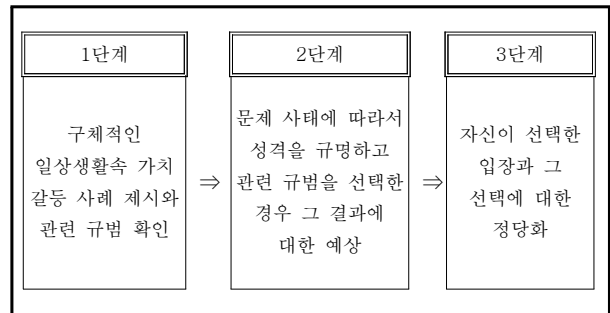 1단계
구체적인
일상생활속 가치
갈등 사례 제시와
관련 규범 확인
⇒
2단계
문제 사태에 따라서
성격을 규명하고
관련 규범을 선택한
경우 그 결과에
대한 예상
⇒
3단계
자신이 선택한
입장과 그
선택에 대한
정당화